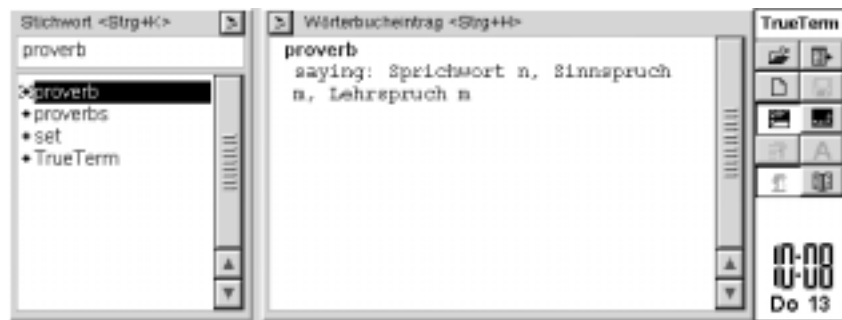 Stichwort <Strg+K>
proverb
proverb
proverbs
set
TrueTerm
Wörterbucheintrag <Strg+H>
proverb
saying: Sprichwort n, Sinnspruch
m, Lehrspruch m
TrueTerm
A
10:08
Do 13